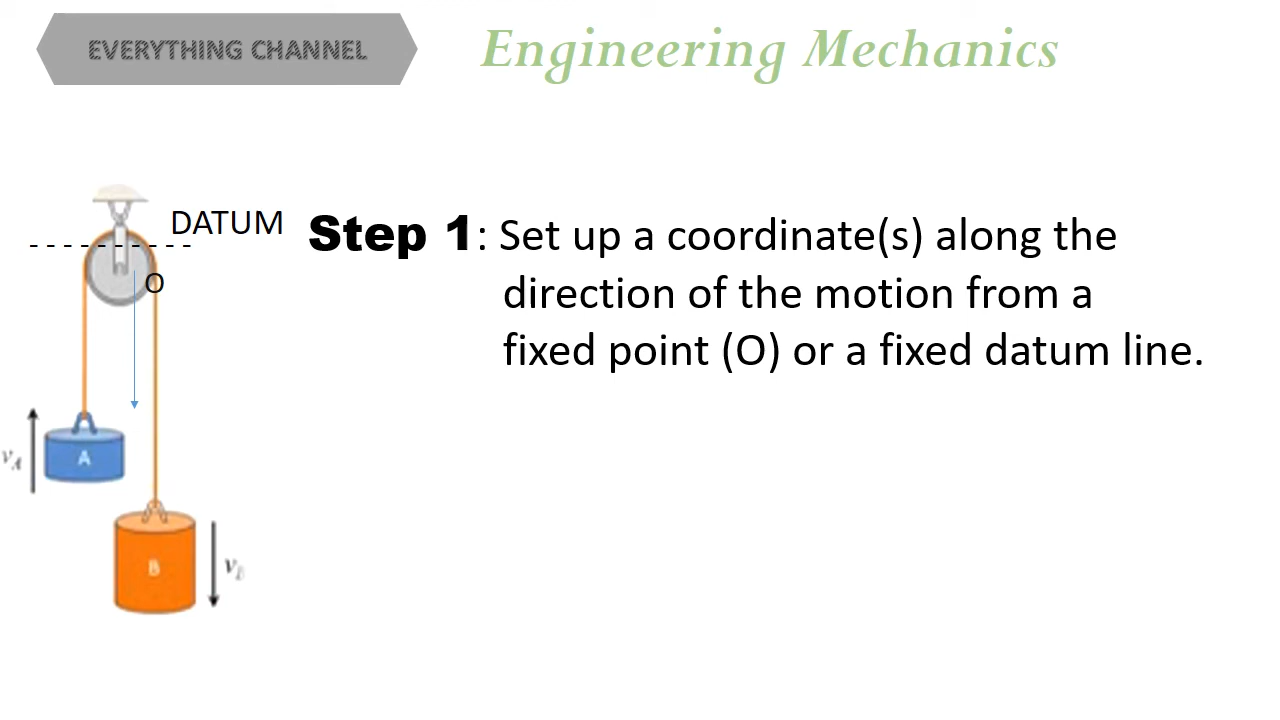 EVERYTHING CHANNEL
Engineering Mechanics
DATUM
O
Step 1: Set up a coordinate(s) along the
direction of the motion from a
fixed point (O) or a fixed datum line.
vA
A
B